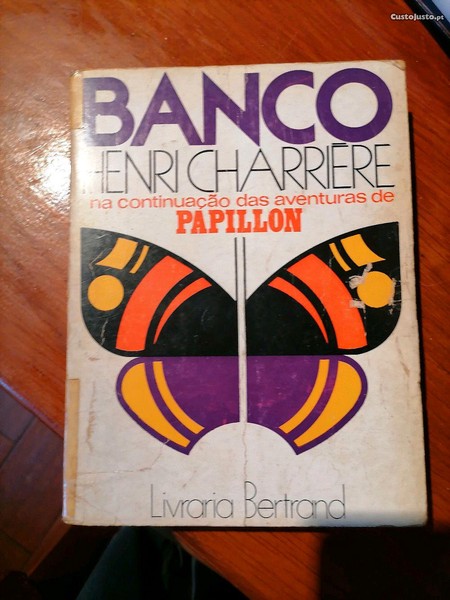 CustoJusto.pt
BANCO
HENRI CHARRIÈRE
na continuação das aventuras de
PAPILLON
Livraria Bertrand